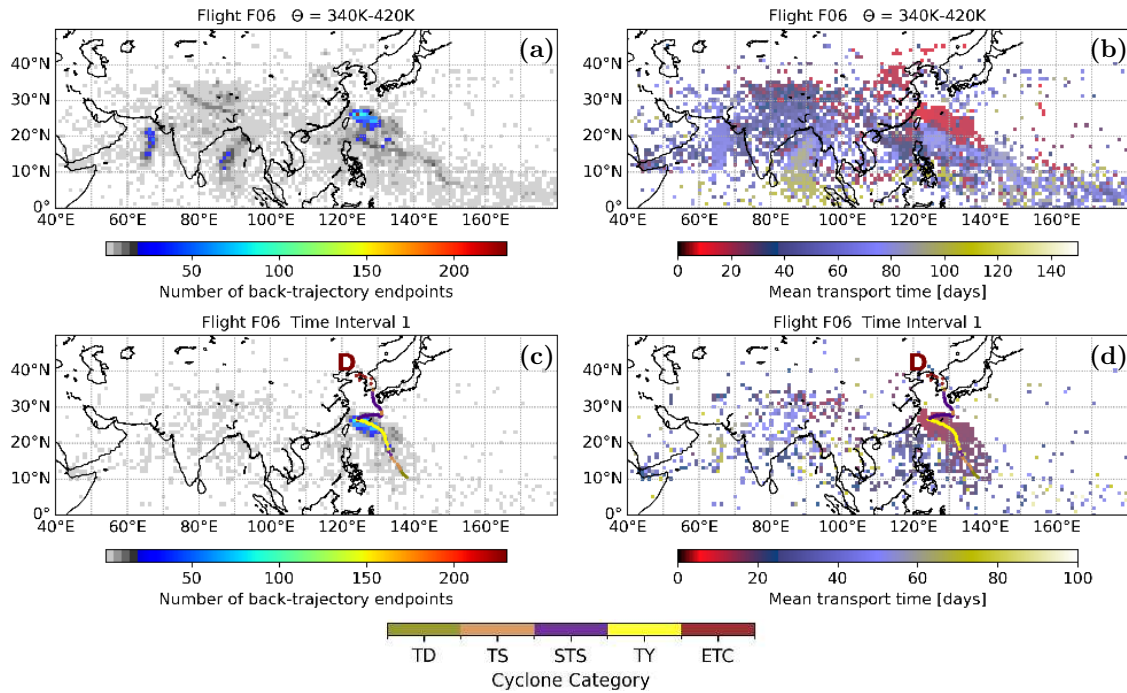 Flight F06 Θ = 340K-420K
(a)
40°N
30°N
20°N
10°N
0°
40°E 60°E 80°E 100°E 120°E 140°E 160°E
50 100 150 200
Number of back-trajectory endpoints
Flight F06 Θ = 340K-420K
(b)
40°N
30°N
20°N
10°N
0°
40°E 60°E 80°E 100°E 120°E 140°E 160°E
0 20 40 60 80 100 120 140
Mean transport time [days]
Flight F06 Time Interval 1
(c)
D
40°N
30°N
20°N
10°N
0°
40°E 60°E 80°E 100°E 120°E 140°E 160°E
50 100 150 200
Number of back-trajectory endpoints
Flight F06 Time Interval 1
(d)
D
40°N
30°N
20°N
10°N
0°
40°E 60°E 80°E 100°E 120°E 140°E 160°E
0 20 40 60 80 100
Mean transport time [days]
TD TS STS TY ETC
Cyclone Category